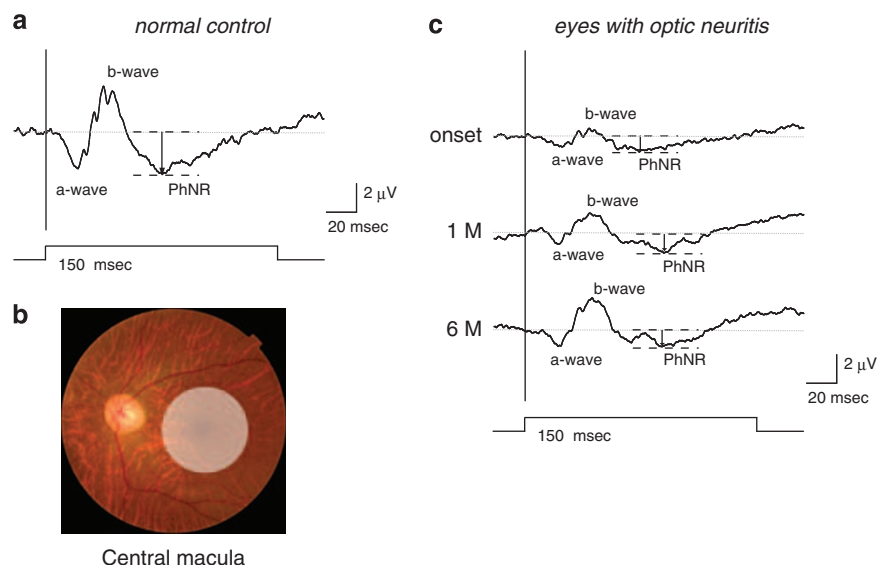 a
normal control
b-wave
a-wave
PhNR
2 μV
20 msec
150 msec
b
Central macula
c
eyes with optic neuritis
onset
b-wave
a-wave
PhNR
1 M
b-wave
a-wave
PhNR
6 M
b-wave
a-wave
PhNR
2 μV
20 msec
150 msec